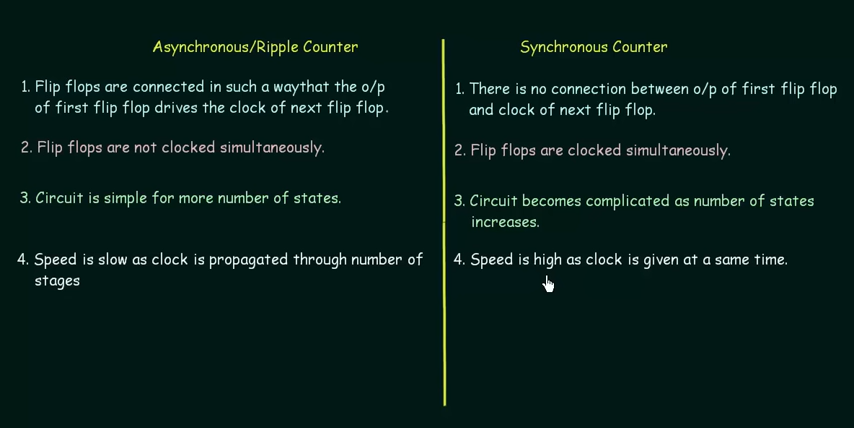 Asynchronous/Ripple Counter
1. Flip flops are connected in such a waythat the o/p
of first flip flop drives the clock of next flip flop.
2. Flip flops are not clocked simultaneously.
3. Circuit is simple for more number of states.
4. Speed is slow as clock is propagated through number of
stages
Synchronous Counter
1. There is no connection between o/p of first flip flop
and clock of next flip flop.
2. Flip flops are clocked simultaneously.
3. Circuit becomes complicated as number of states
increases.
4. Speed is high as clock is given at a same time.